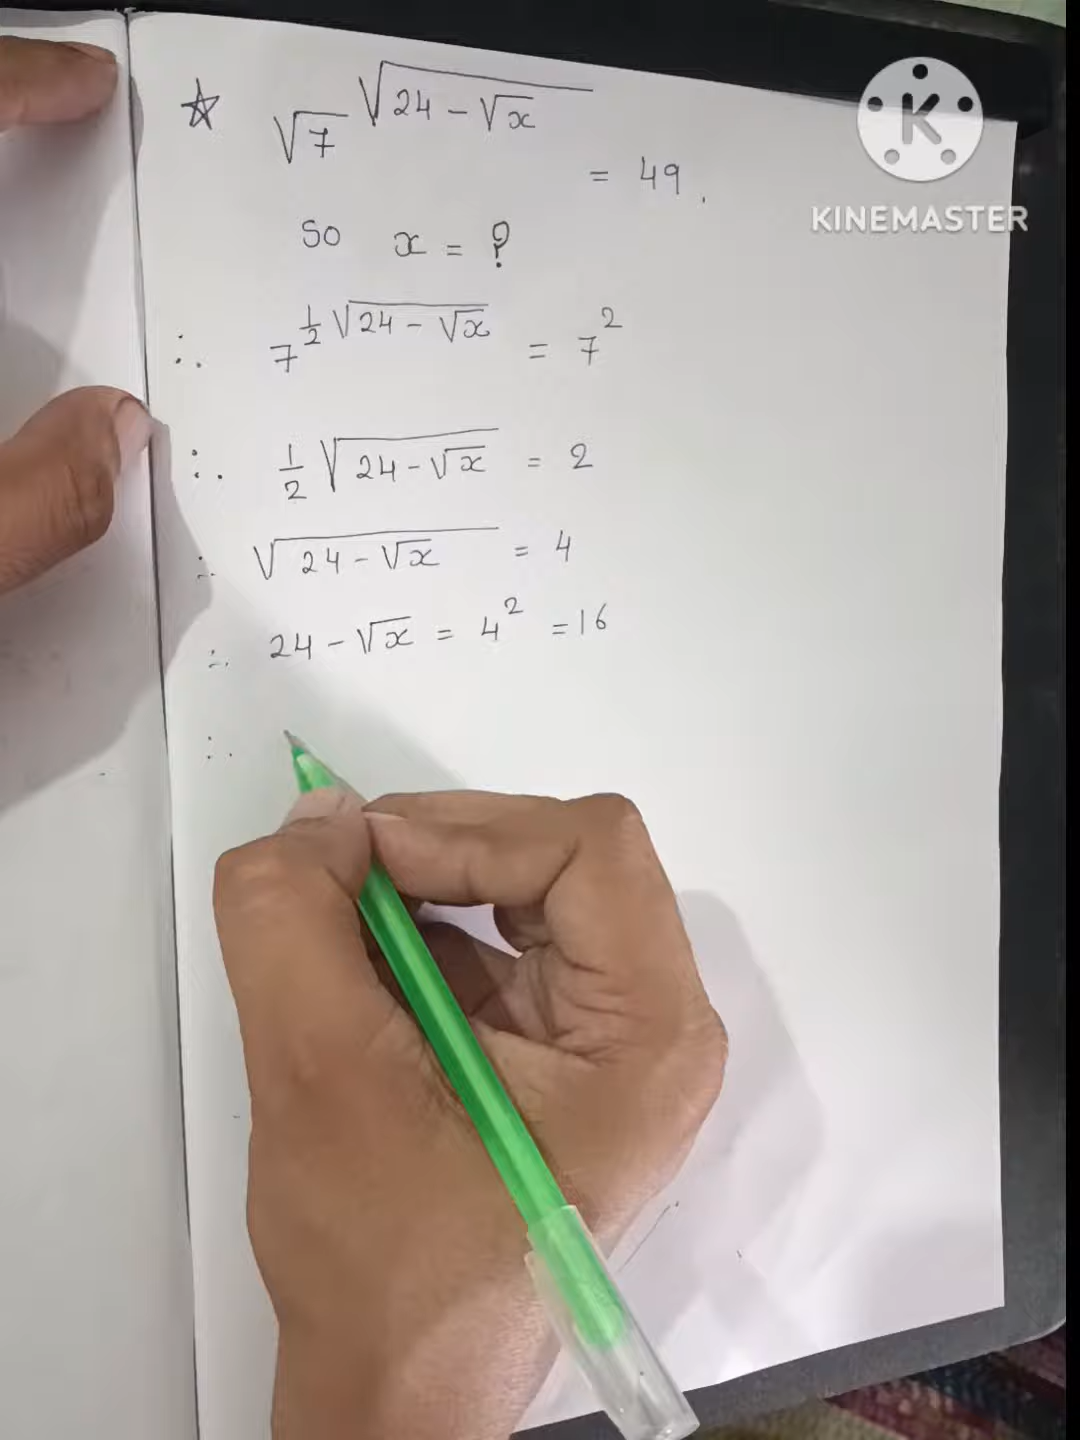 ☆ √7^√(24 - √x) = 49.
So x = ?
∴ 7^(1/2 √(24 - √x)) = 7^2
∴ 1/2 √(24 - √x) = 2
∴ √(24 - √x) = 4
∴ 24 - √x = 4^2 = 16
∴
K
KINEMASTER